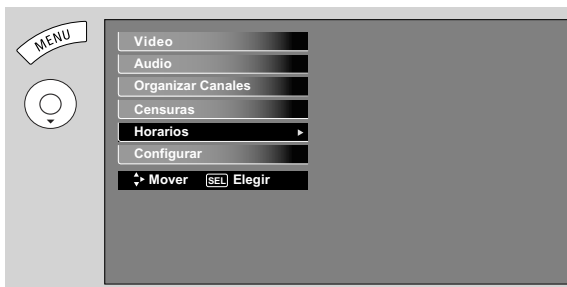 MENU
Video
Audio
Organizar Canales
Censuras
Horarios
Configurar
Mover SEL Elegir